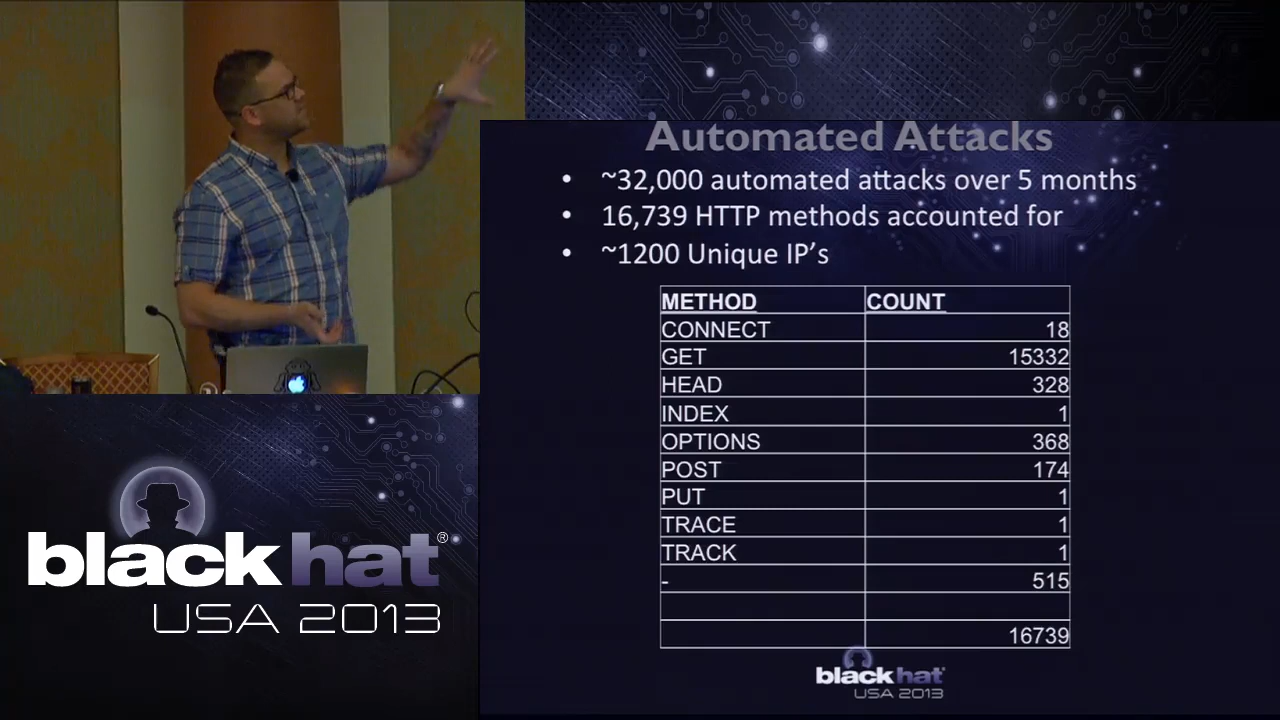 Automated Attacks
• ~32,000 automated attacks over 5 months
• 16,739 HTTP methods accounted for
• ~1200 Unique IP's
METHOD COUNT
CONNECT 18
GET 15332
HEAD 328
INDEX 1
OPTIONS 368
POST 174
PUT 1
TRACE 1
TRACK 1
- 515
16739
black hat
USA 2013
black hat®
USA 2013